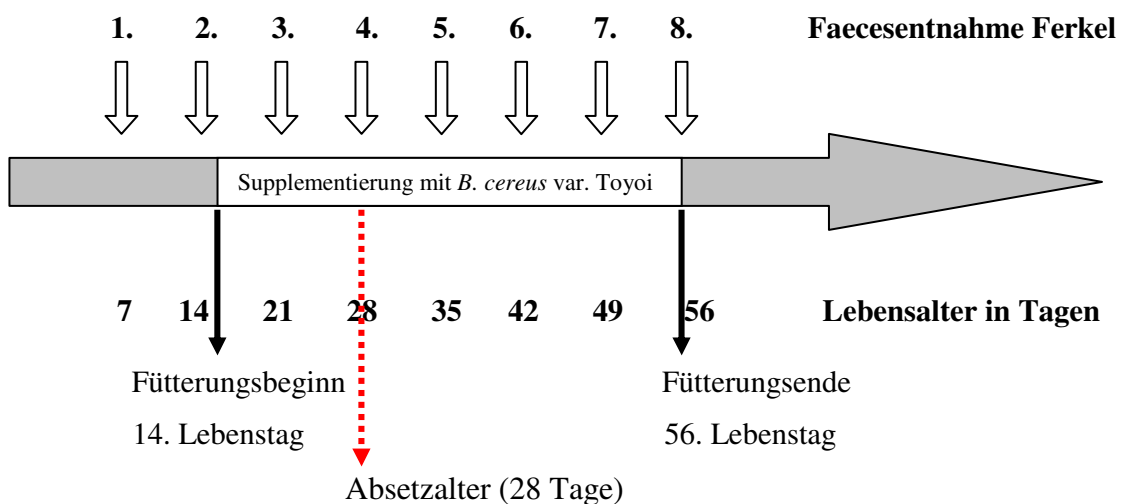 1. 2. 3. 4. 5. 6. 7. 8. Faecesentnahme Ferkel
Supplementierung mit B. cereus var. Toyoi
7 14 21 28 35 42 49 56 Lebensalter in Tagen
Fütterungsbeginn Fütterungsende
14. Lebenstag 56. Lebenstag
Absetzalter (28 Tage)